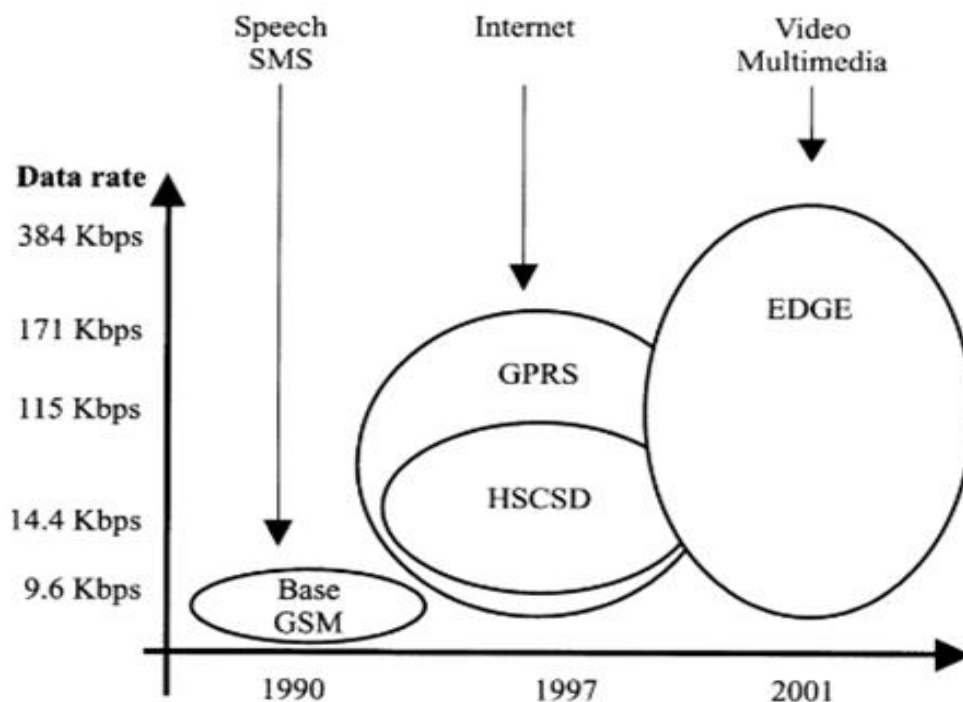 Speech
SMS
Internet
Video
Multimedia
Data rate
384 Kbps
171 Kbps
115 Kbps
14.4 Kbps
9.6 Kbps
EDGE
GPRS
HSCSD
Base
GSM
1990
1997
2001